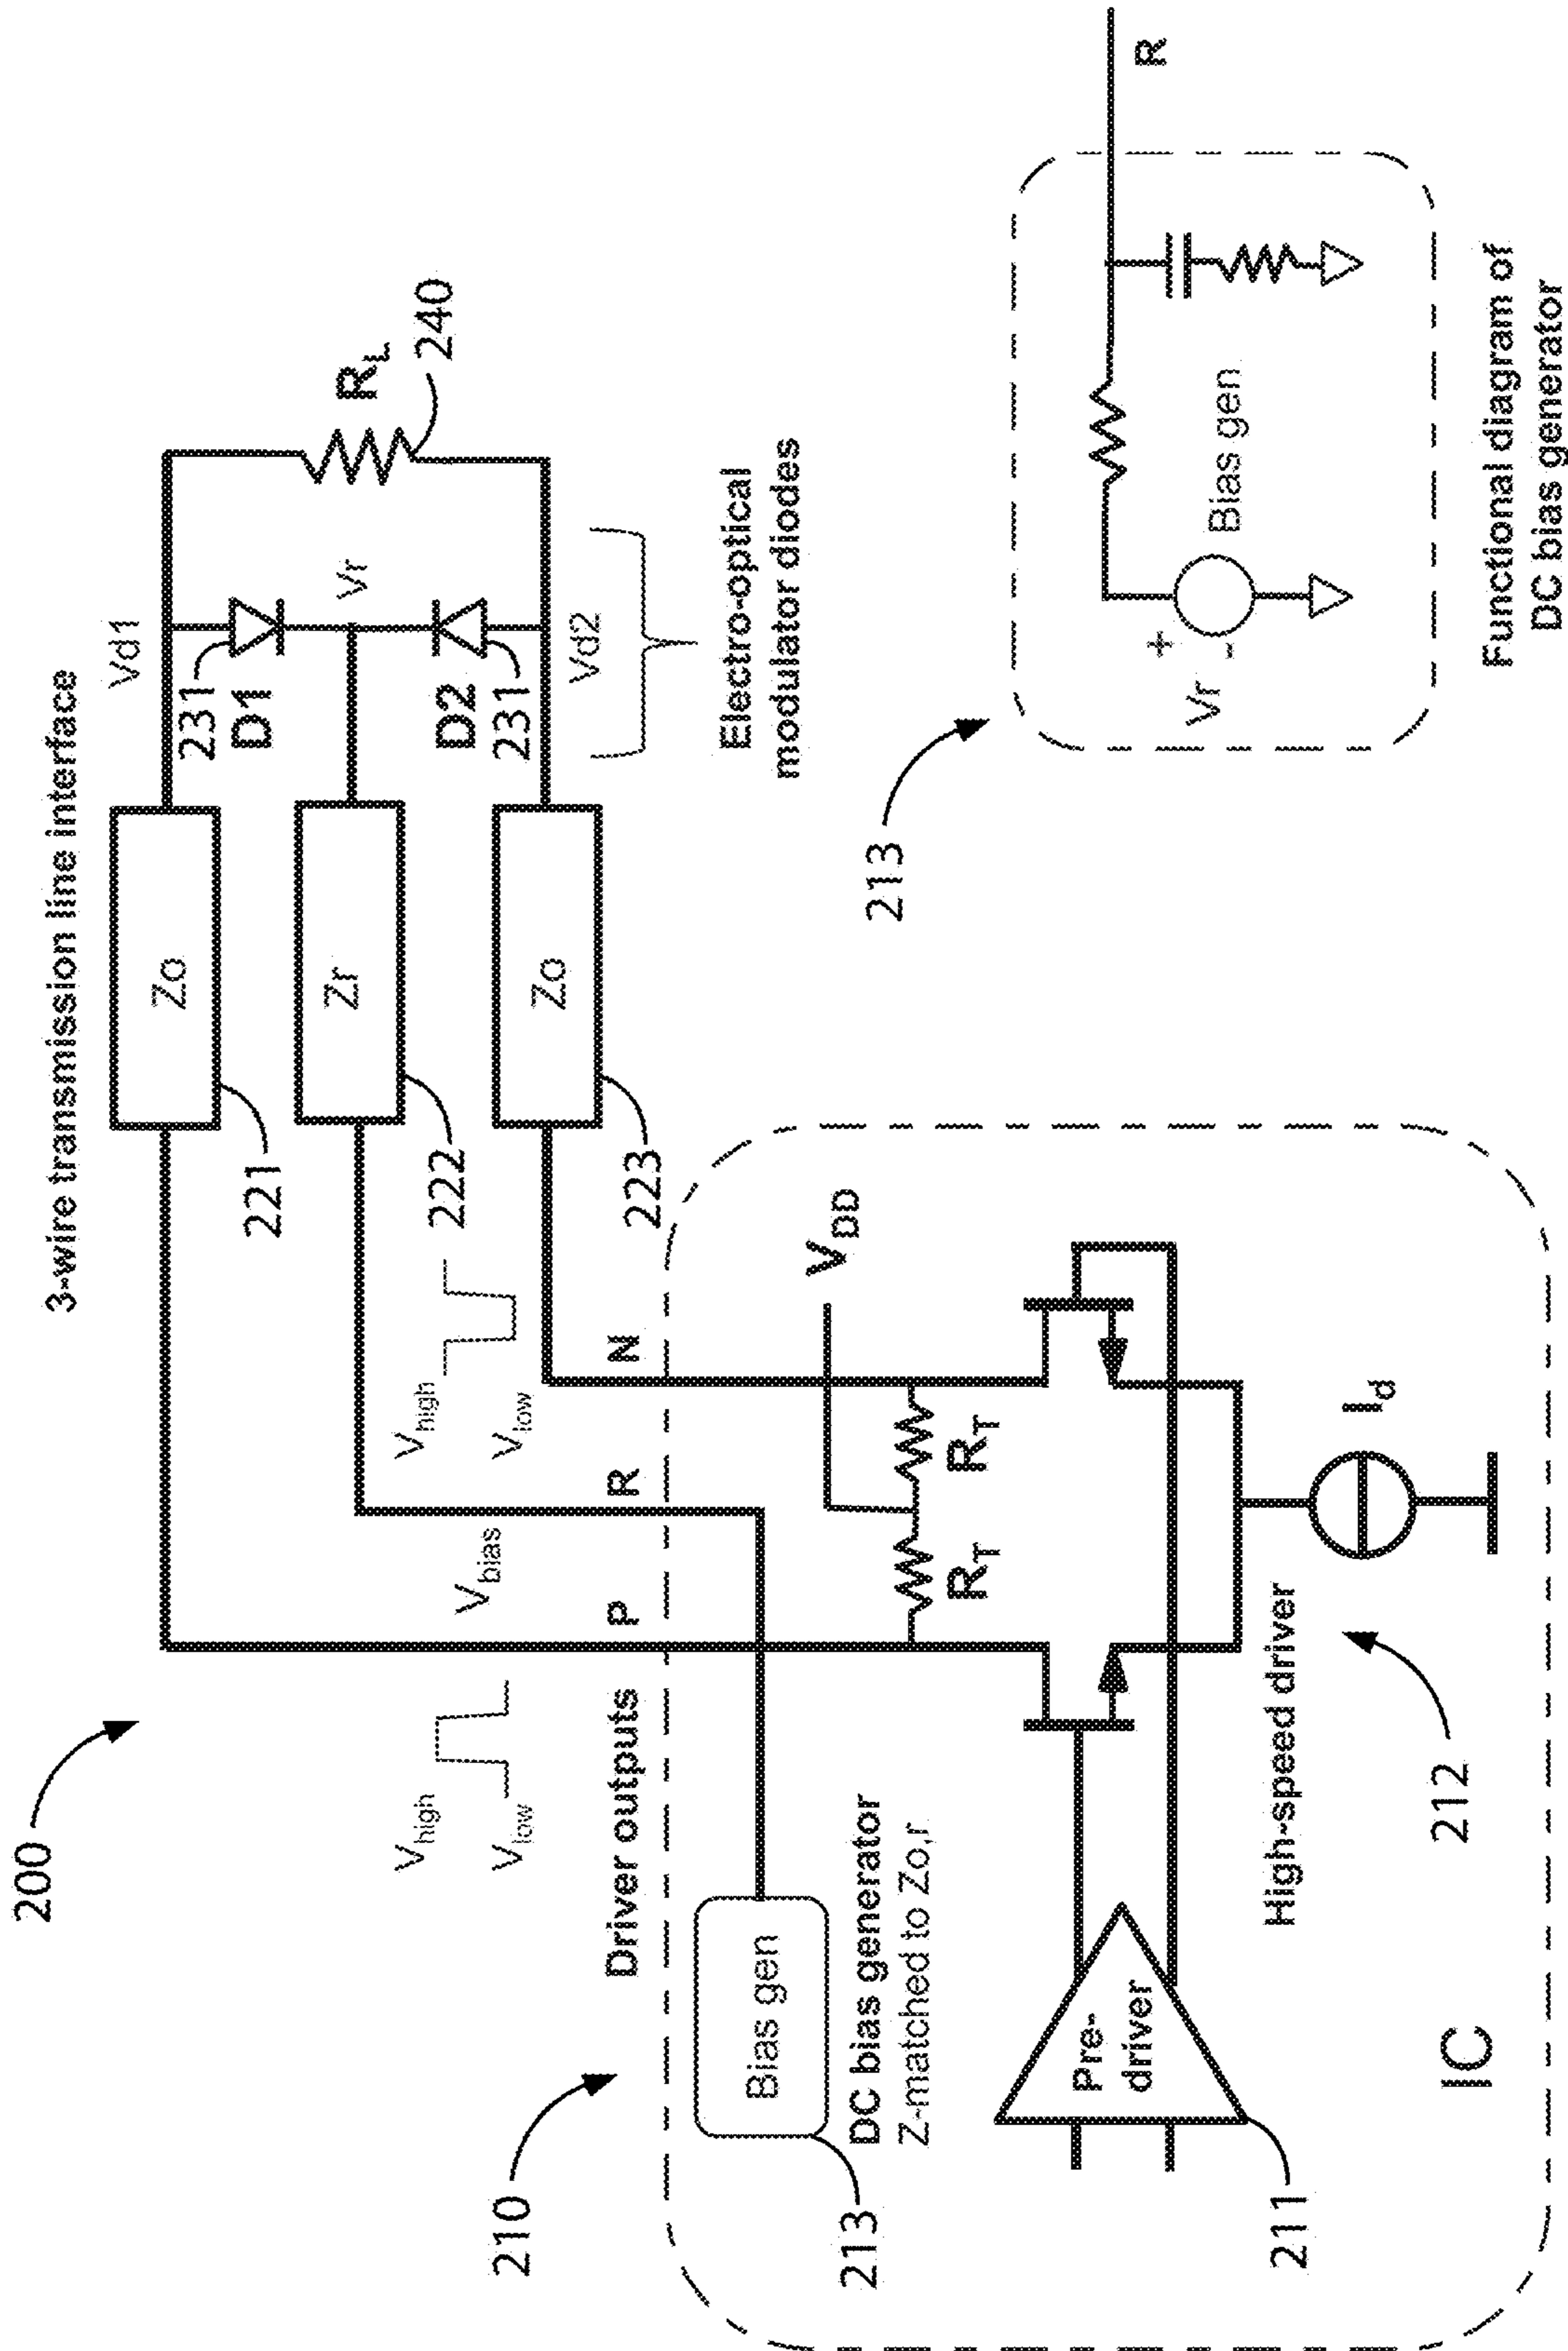 200
3-wire transmission line interface
Zo
Zr
Zo
221
222
223
Vd1
231
D1
Vr
D2
231
Vd2
R_L
240
Electro-optical
modulator diodes
V_high
V_low
V_bias
V_high
V_low
Driver outputs
P
R
N
210
Bias gen
213
DC bias generator
Z-matched to Zo,r
V_DD
R_T
R_T
Pre-
driver
211
High-speed driver
212
I_d
IC
213
Vr
+
-
Bias gen.
R
Functional diagram of
DC bias generator